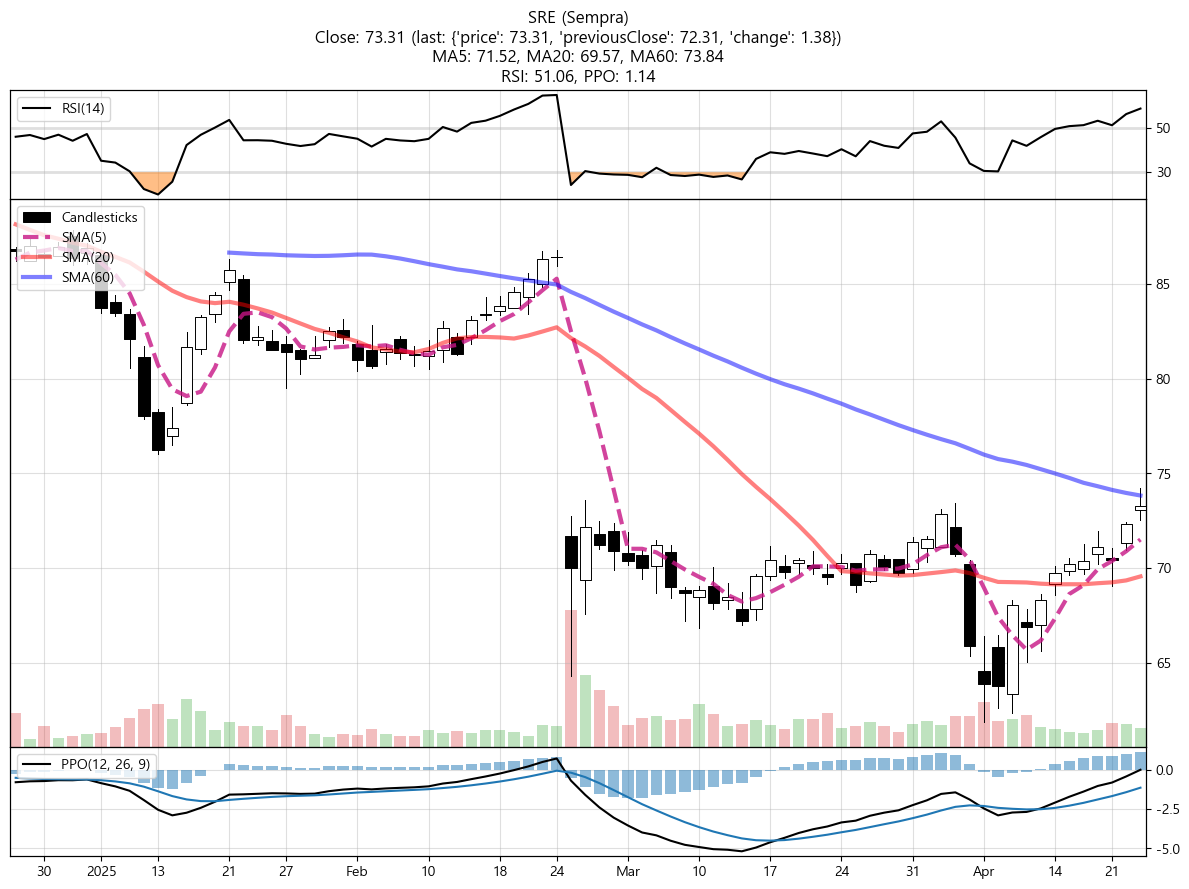 SRE (Sempra)
Close: 73.31 (last: {'price': 73.31, 'previousClose': 72.31, 'change': 1.38})
MA5: 71.52, MA20: 69.57, MA60: 73.84
RSI: 51.06, PPO: 1.14
RSI(14)
50
30
Candlesticks
SMA(5)
SMA(20)
SMA(60)
85
80
75
70
65
PPO(12, 26, 9)
0.0
-2.5
-5.0
30 2025 13 21 27 Feb 10 18 24 Mar 10 17 24 31 Apr 14 21